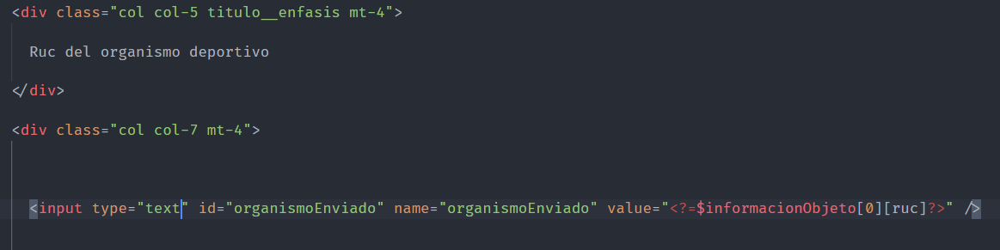 <div class="col col-5 titulo__enfasis mt-4">
Ruc del organismo deportivo
</div>
<div class="col col-7 mt-4">
<input type="text" id="organismoEnviado" name="organismoEnviado" value="<?=$informacionObjeto[0][ruc]?>" />